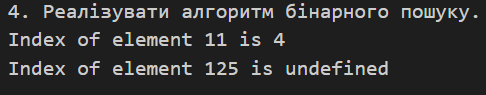 4. Реалізувати алгоритм бінарного пошуку.
Index of element 11 is 4
Index of element 125 is undefined